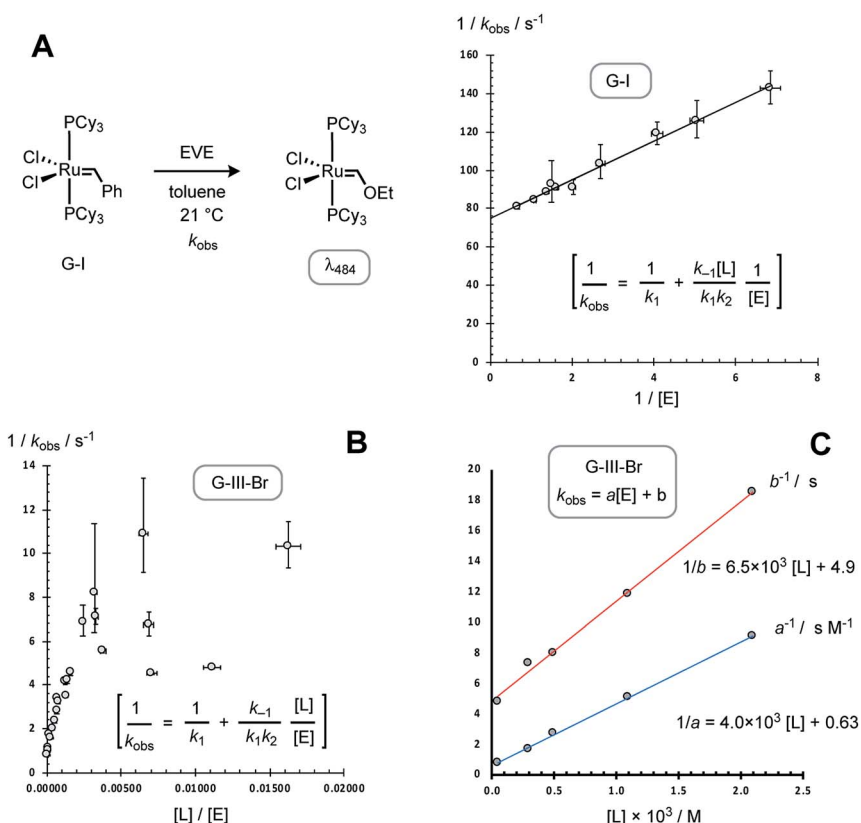 A
PCy3
Cl
Ru
Cl
Ph
PCy3
G-I
EVE
toluene
21 °C
kobs
PCy3
Cl
Ru
Cl
OEt
PCy3
λ484
1 / kobs / s-1
160
140
120
100
80
60
40
20
0
0 2 4 6 8
1 / [E]
G-I
[ 1/kobs = 1/k1 + k–1[L]/k1k2 1/[E] ]
B
1 / kobs / s-1
14
12
10
8
6
4
2
0
0.00000 0.00500 0.01000 0.01500 0.02000
[L] / [E]
G-III-Br
[ 1/kobs = 1/k1 + k–1/k1k2 [L]/[E] ]
C
20
18
16
14
12
10
8
6
4
2
0
0.0 0.5 1.0 1.5 2.0 2.5
[L] × 10³ / M
G-III-Br
kobs = a[E] + b
b-1 / s
1/b = 6.5×10³ [L] + 4.9
a-1 / s M-1
1/a = 4.0×10³ [L] + 0.63